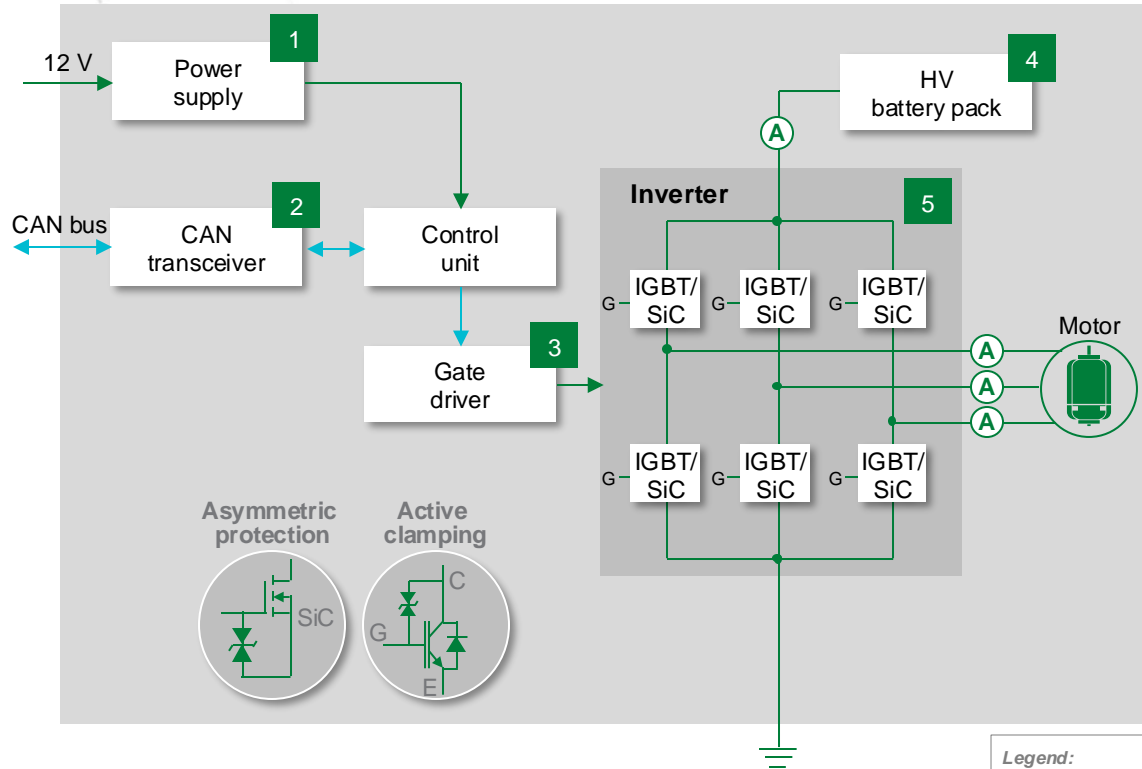 1
12 V
Power
supply
4
HV
battery pack
A
Inverter
5
2
CAN bus
CAN
transceiver
Control
unit
G
IGBT/
SiC
G
IGBT/
SiC
G
IGBT/
SiC
Motor
3
Gate
driver
A
A
A
G
IGBT/
SiC
G
IGBT/
SiC
G
IGBT/
SiC
Asymmetric
protection
Active
clamping
SiC
C
G
E
Legend: